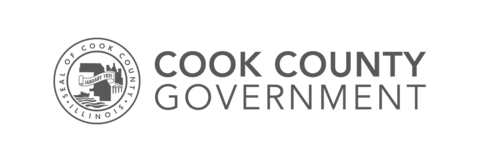 SEAL OF COOK COUNTY
ILLINOIS
JANUARY 1831
COOK COUNTY
GOVERNMENT